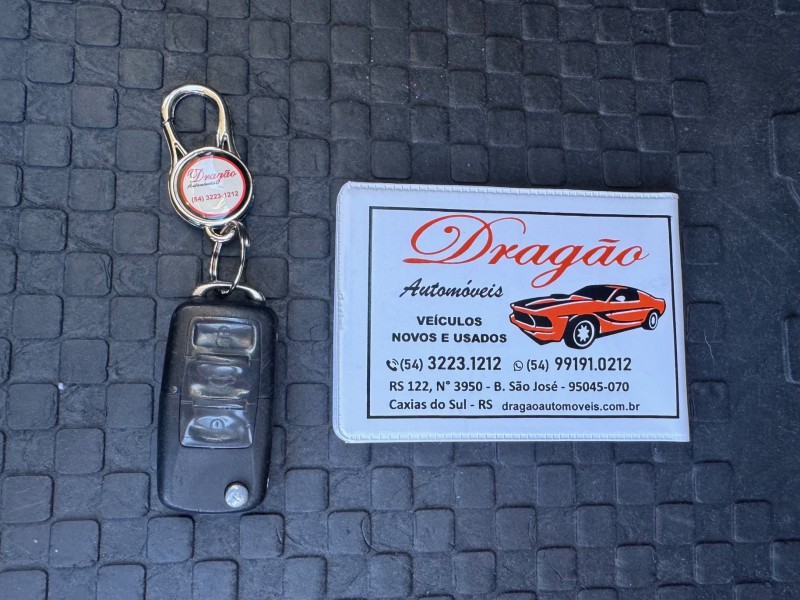 Dragão
Automóveis
(54) 3223-1212
Dragão
Automóveis
VEÍCULOS
NOVOS E USADOS
(54) 3223.1212 (54) 99191.0212
RS 122, N° 3950 - B. São José - 95045-070
Caxias do Sul - RS dragaoautomoveis.com.br